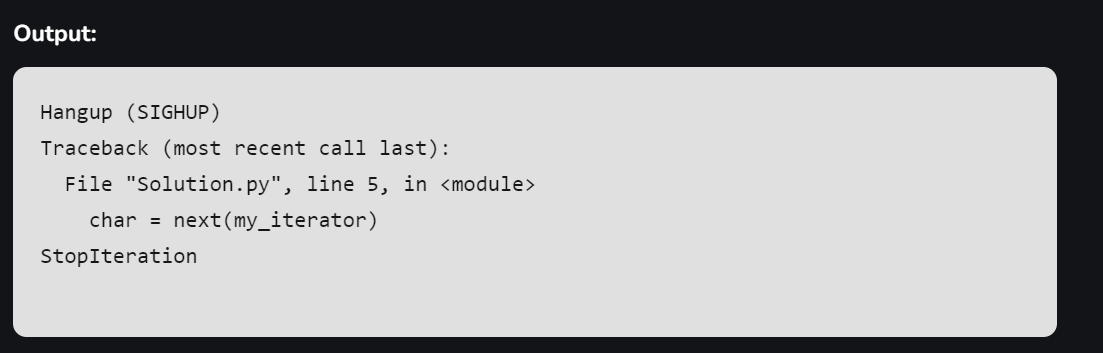 Output:
Hangup (SIGHUP)
Traceback (most recent call last):
  File "Solution.py", line 5, in <module>
    char = next(my_iterator)
StopIteration